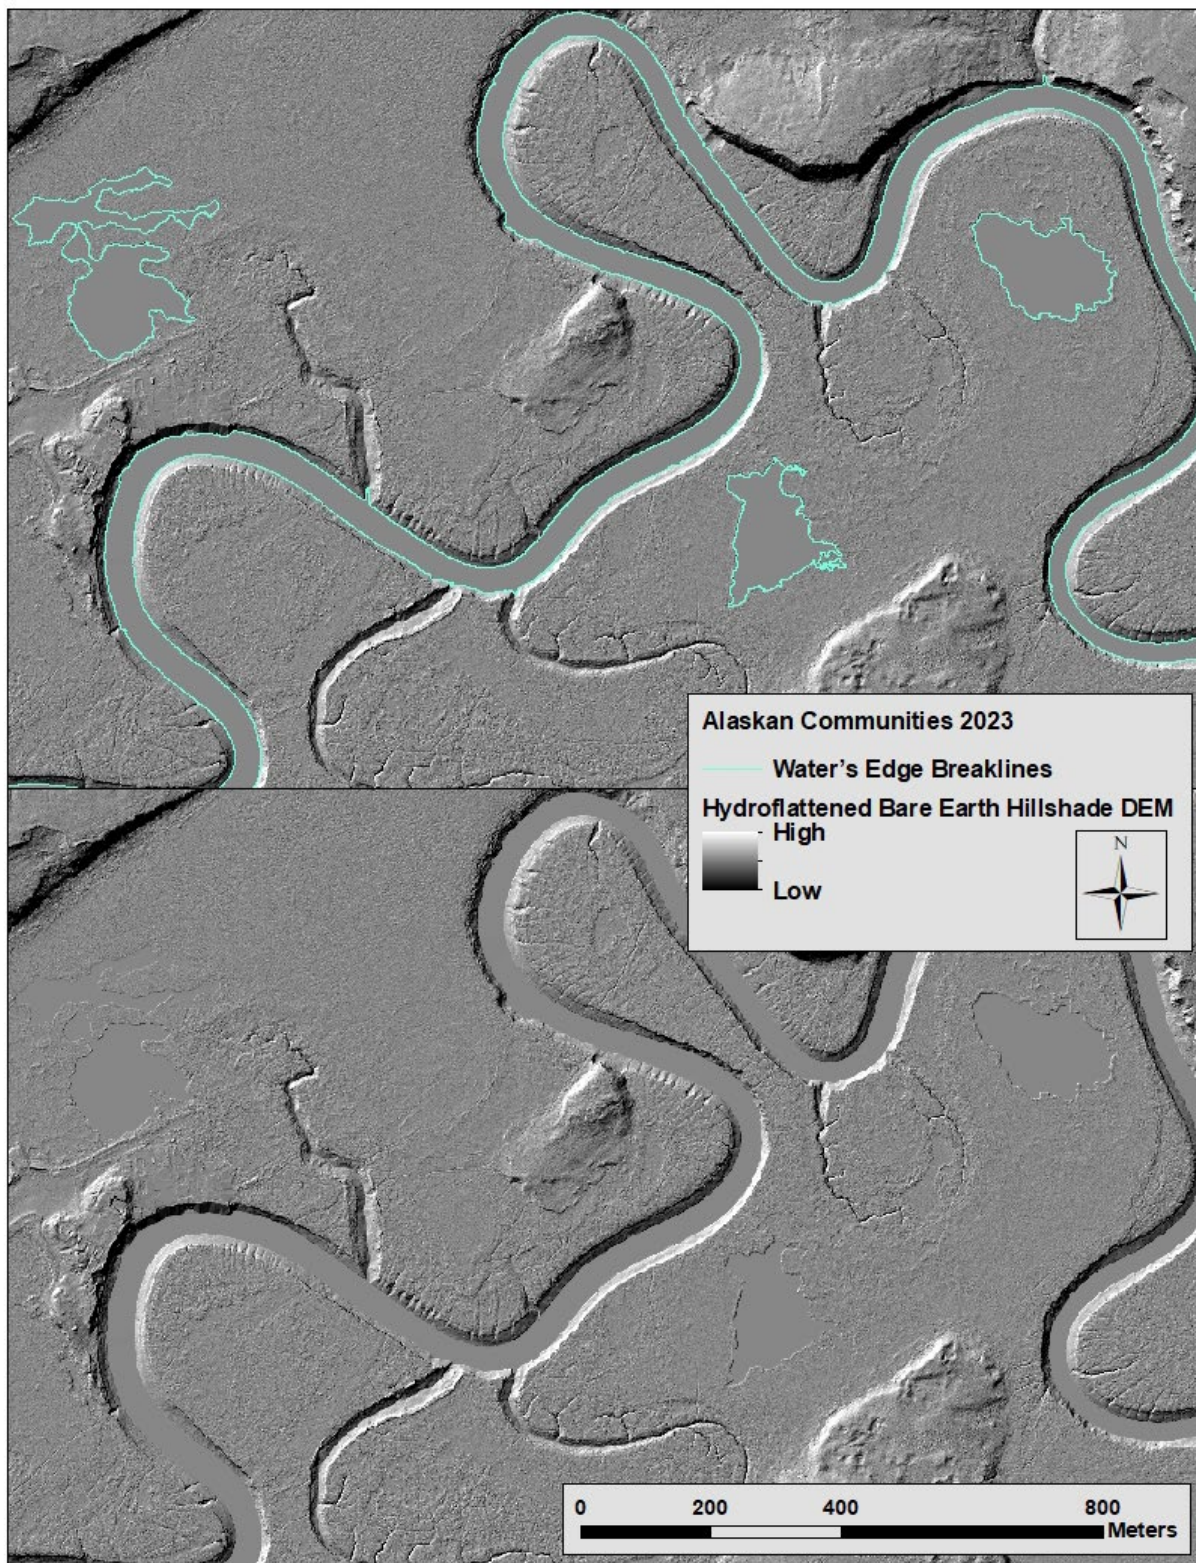 Alaskan Communities 2023
Water's Edge Breaklines
Hydroflattened Bare Earth Hillshade DEM
High
Low
N
0 200 400 800
Meters